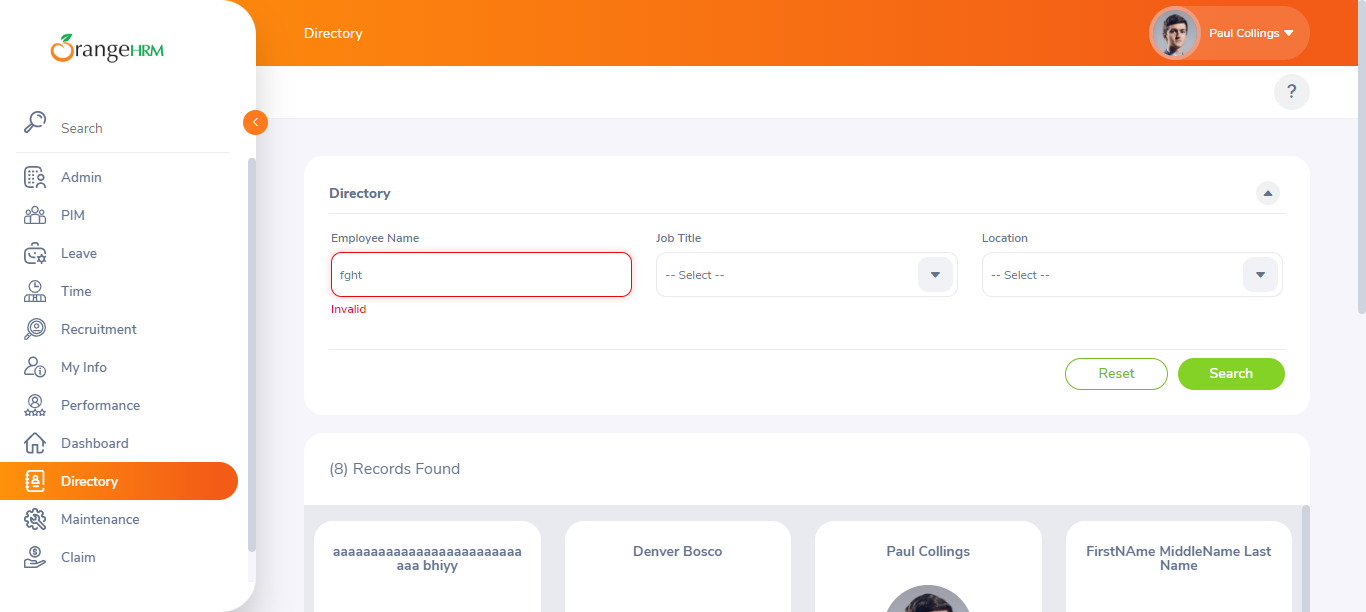 OrangeHRM
Directory
Paul Collings
?
Search
Admin
PIM
Leave
Time
Recruitment
My Info
Performance
Dashboard
Directory
Maintenance
Claim
Directory
Employee Name
Job Title
Location
fght
-- Select --
-- Select --
Invalid
Reset
Search
(8) Records Found
aaaaaaaaaaaaaaaaaaaaaaaaa
aaa bhiyy
Denver Bosco
Paul Collings
FirstNAme MiddleName Last
Name